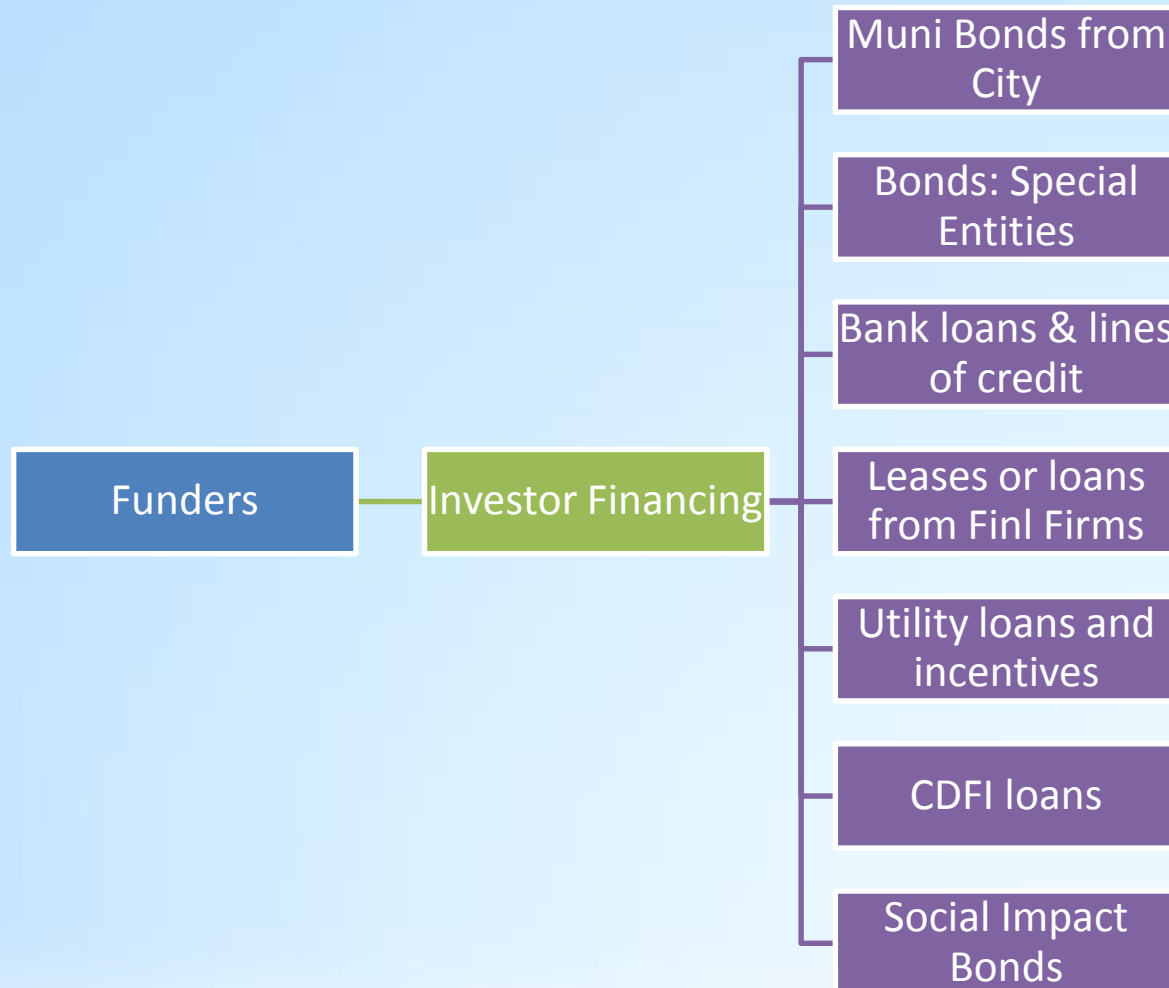 Muni Bonds from
City
Bonds: Special
Entities
Bank loans & lines
of credit
Funders
Investor Financing
Leases or loans
from Finl Firms
Utility loans and
incentives
CDFI loans
Social Impact
Bonds